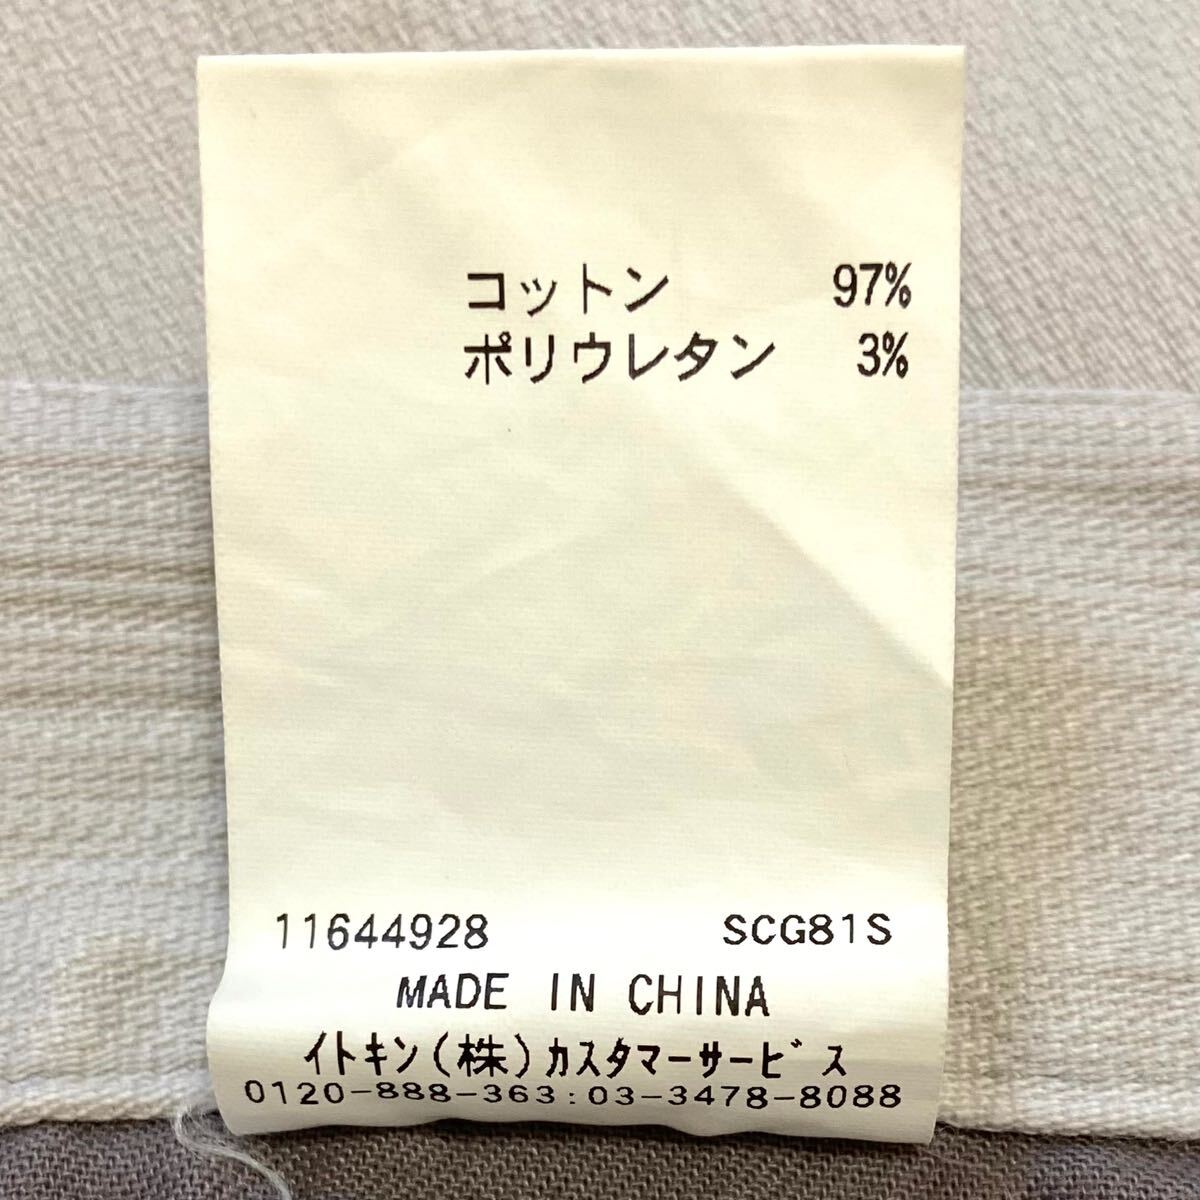 コットン 97%
ポリウレタン 3%
11644928 SCG81S
MADE IN CHINA
イトキン(株)カスタマーサービス
0120-888-363:03-3478-8088